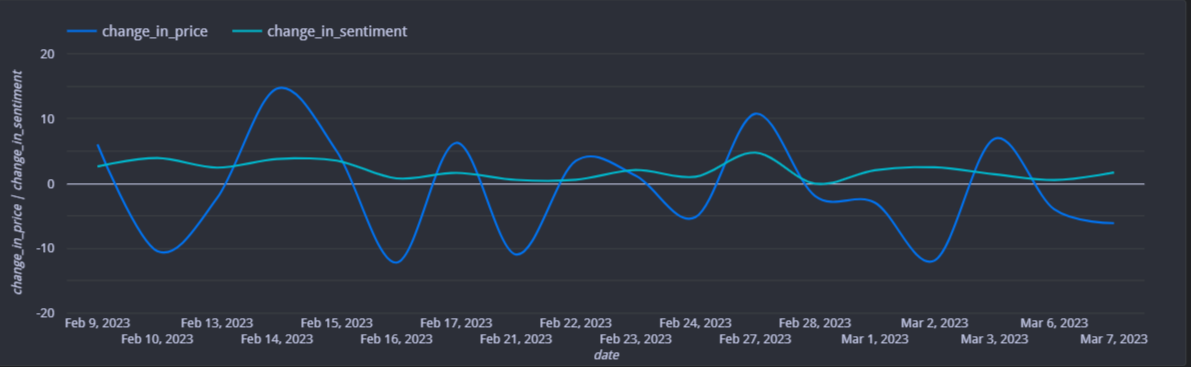 change_in_price change_in_sentiment
change_in_price | change_in_sentiment
20
10
0
-10
-20
Feb 9, 2023 Feb 13, 2023 Feb 15, 2023 Feb 17, 2023 Feb 22, 2023 Feb 24, 2023 Feb 28, 2023 Mar 2, 2023 Mar 6, 2023
Feb 10, 2023 Feb 14, 2023 Feb 16, 2023 Feb 21, 2023 Feb 23, 2023 Feb 27, 2023 Mar 1, 2023 Mar 3, 2023 Mar 7, 2023
date